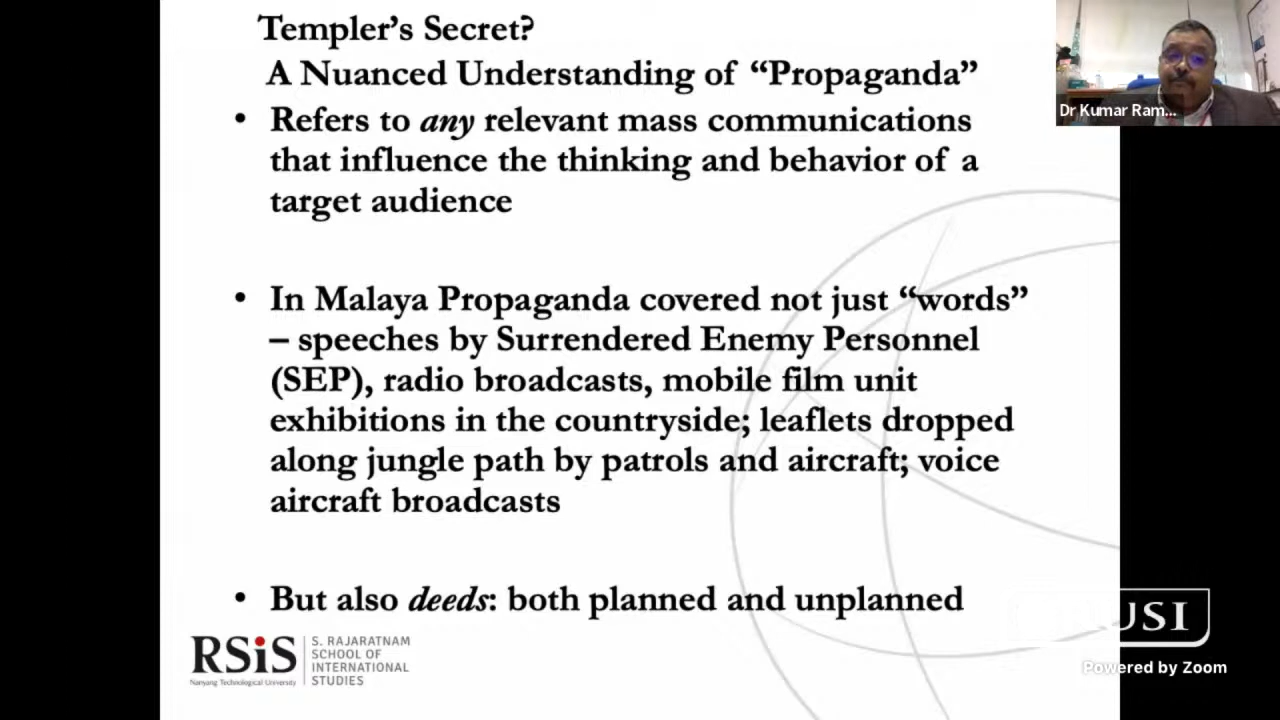 Templer’s Secret?
A Nuanced Understanding of “Propaganda”
• Refers to any relevant mass communications
that influence the thinking and behavior of a
target audience
• In Malaya Propaganda covered not just “words”
– speeches by Surrendered Enemy Personnel
(SEP), radio broadcasts, mobile film unit
exhibitions in the countryside; leaflets dropped
along jungle path by patrols and aircraft; voice
aircraft broadcasts
• But also deeds: both planned and unplanned
RSiS
Nanyang Technological University
S. RAJARATNAM
SCHOOL OF
INTERNATIONAL
STUDIES
Dr Kumar Ram...
USI
Powered by Zoom